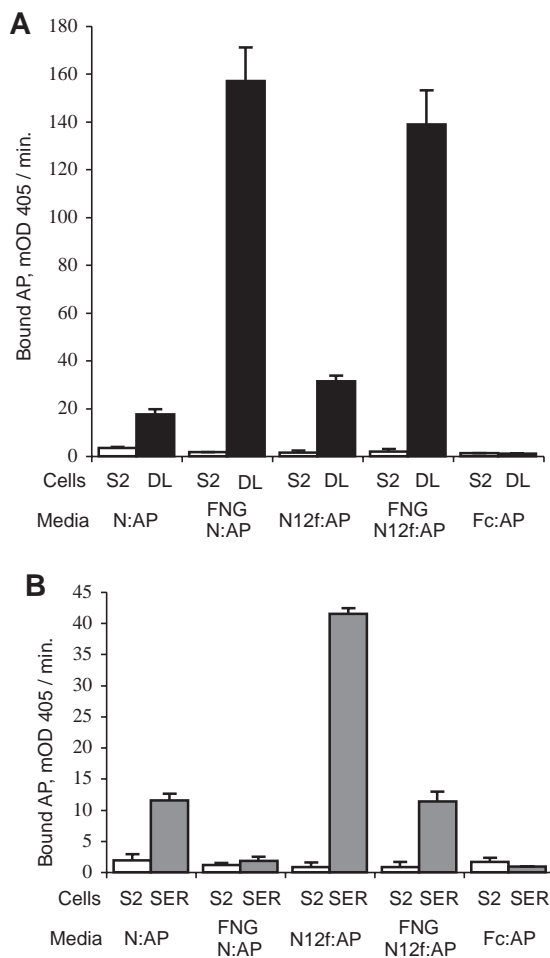 A
Bound AP, mOD 405 / min.
180
160
140
120
100
80
60
40
20
0
Cells S2 DL S2 DL S2 DL S2 DL S2 DL
Media N:AP FNG N12f:AP FNG Fc:AP
N:AP N12f:AP
B
Bound AP, mOD 405 / min.
45
40
35
30
25
20
15
10
5
0
Cells S2 SER S2 SER S2 SER S2 SER S2 SER
Media N:AP FNG N12f:AP FNG Fc:AP
N:AP N12f:AP